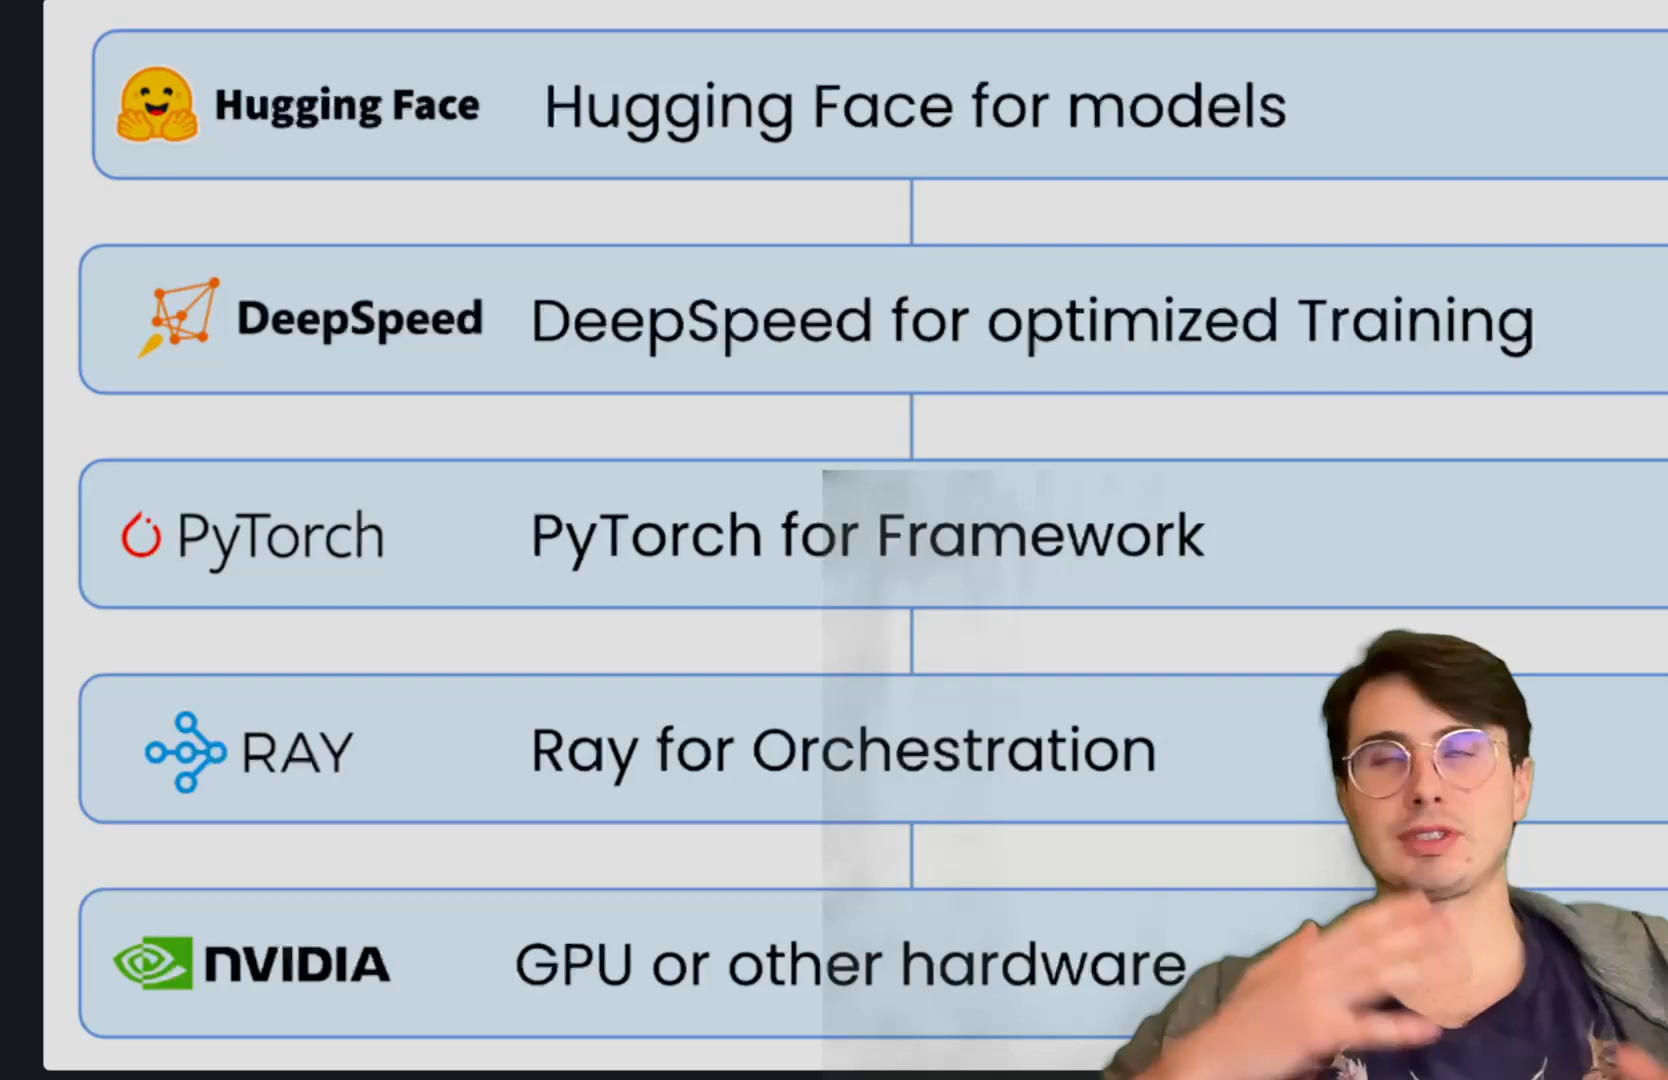 Hugging Face Hugging Face for models
DeepSpeed DeepSpeed for optimized Training
PyTorch PyTorch for Framework
RAY Ray for Orchestration
NVIDIA GPU or other hardware